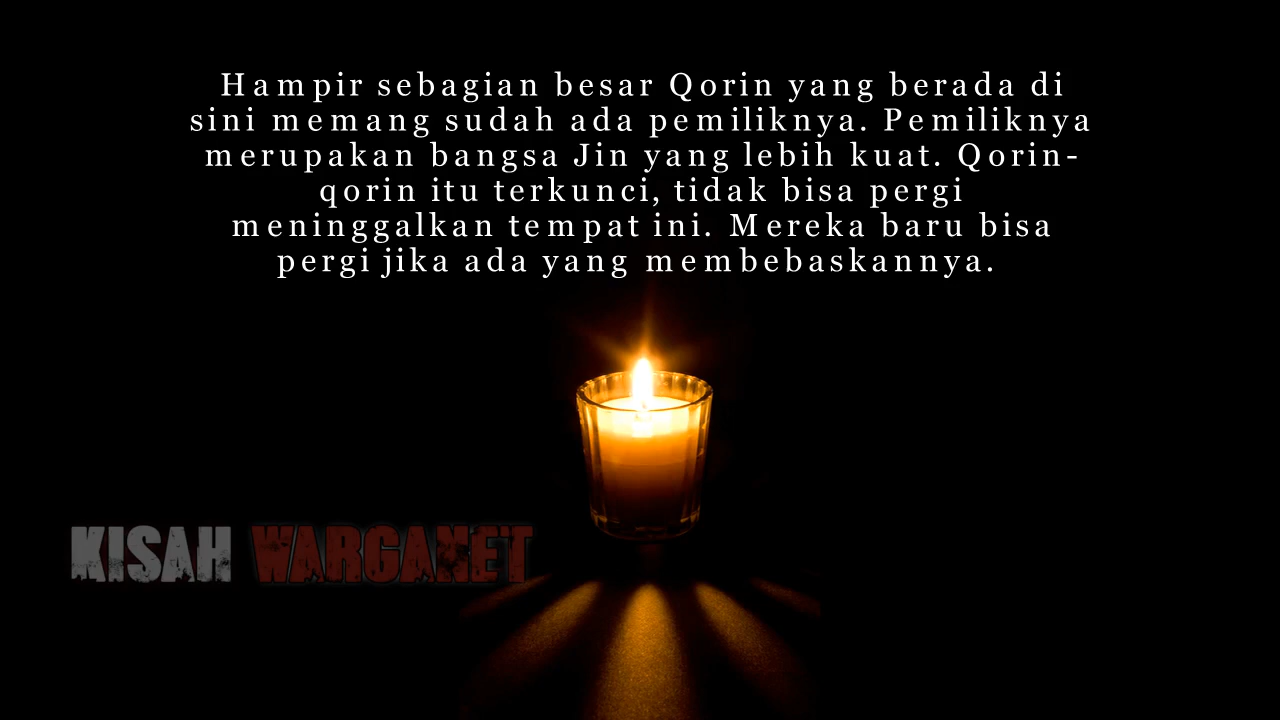 Hampir sebagian besar Qorin yang berada di
sini memang sudah ada pemiliknya. Pemiliknya
merupakan bangsa Jin yang lebih kuat. Qorin-
qorin itu terkunci, tidak bisa pergi
meninggalkan tempat ini. Mereka baru bisa
pergi jika ada yang membebaskannya.
KISAH WARGANET